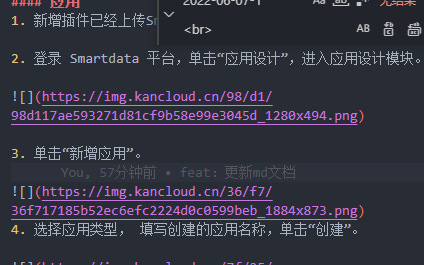 #### 应用
2022-06-07-1
Aa
ab
无结果
1. 新增插件已经上传S
<br>
AB
2. 登录 Smartdata 平台，单击“应用设计”，进入应用设计模块。
![](https://img.kancloud.cn/98/d1/
98d117ae593271d81cf9b58e99e3045d_1280x494.png)
3. 单击“新增应用”。
You, 57分钟前 • feat: 更新md文档
![](https://img.kancloud.cn/36/f7/
36f717185b52ec6efc2224d0c0599beb_1884x873.png)
4. 选择应用类型， 填写创建的应用名称，单击“创建”。